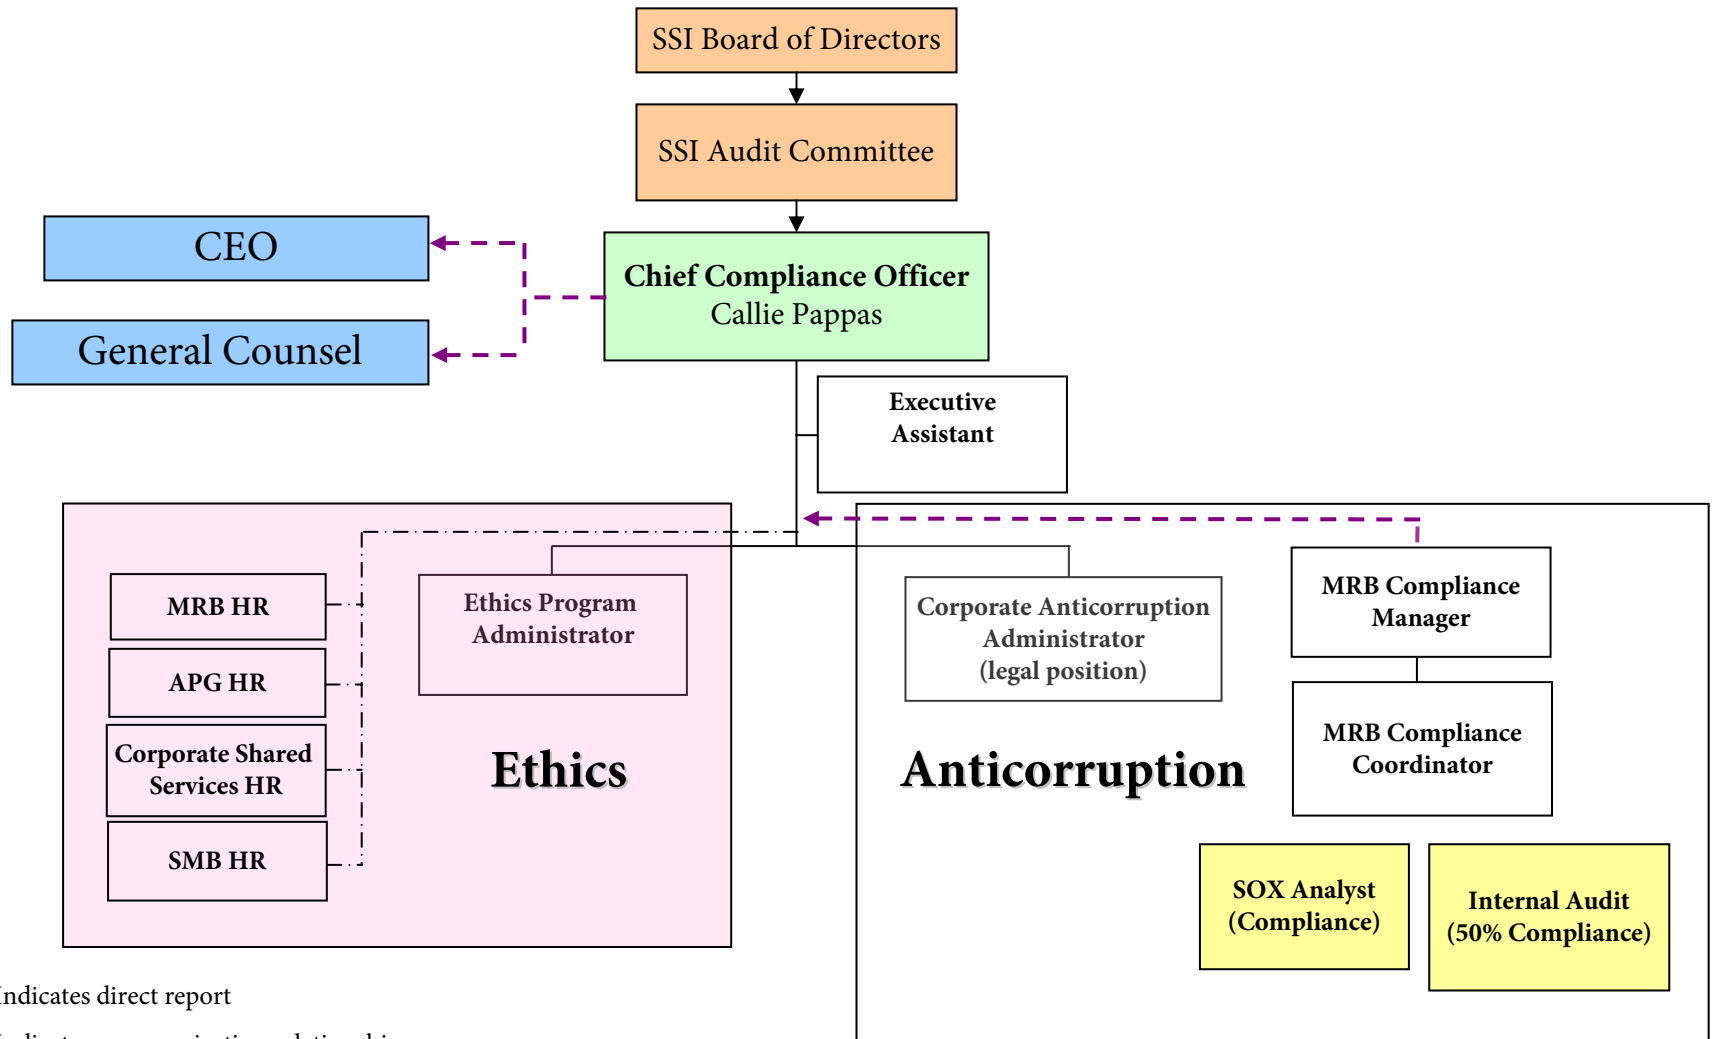 SSI Board of Directors
SSI Audit Committee
CEO
General Counsel
Chief Compliance Officer
Callie Pappas
Executive
Assistant
MRB HR
APG HR
Corporate Shared
Services HR
SMB HR
Ethics Program
Administrator
Ethics
Corporate Anticorruption
Administrator
(legal position)
Anticorruption
MRB Compliance
Manager
MRB Compliance
Coordinator
SOX Analyst
(Compliance)
Internal Audit
(50% Compliance)
Indicates direct report